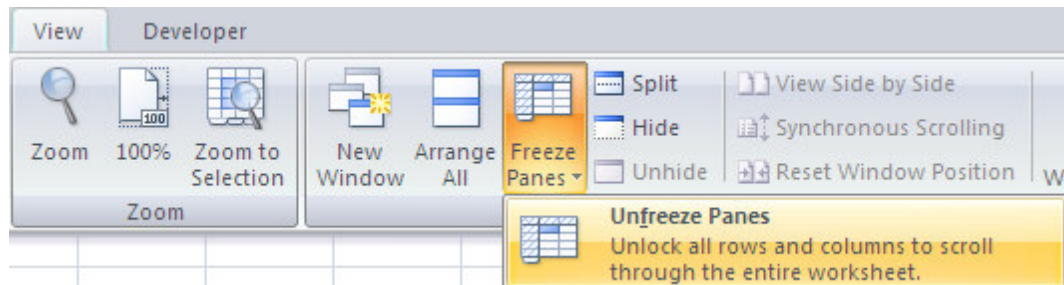 View Developer
Zoom 100% Zoom to Selection New Window Arrange All Freeze Panes
Split
Hide
Unhide
View Side by Side
Synchronous Scrolling
Reset Window Position
Zoom
Unfreeze Panes
Unlock all rows and columns to scroll
through the entire worksheet.